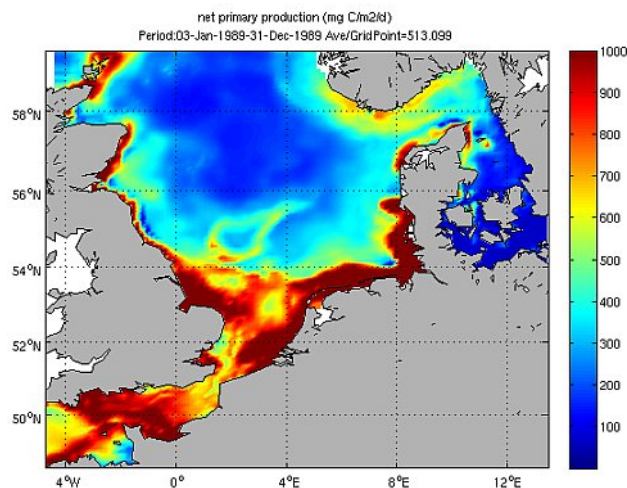 net primary production (mg C/m2/d)
Period:03-Jan-1989-31-Dec-1989 Ave/GridPoint=513.099
1000
900
58°N
800
700
56°N
600
500
54°N
400
52°N
300
200
50°N
100
4°W 0° 4°E 8°E 12°E